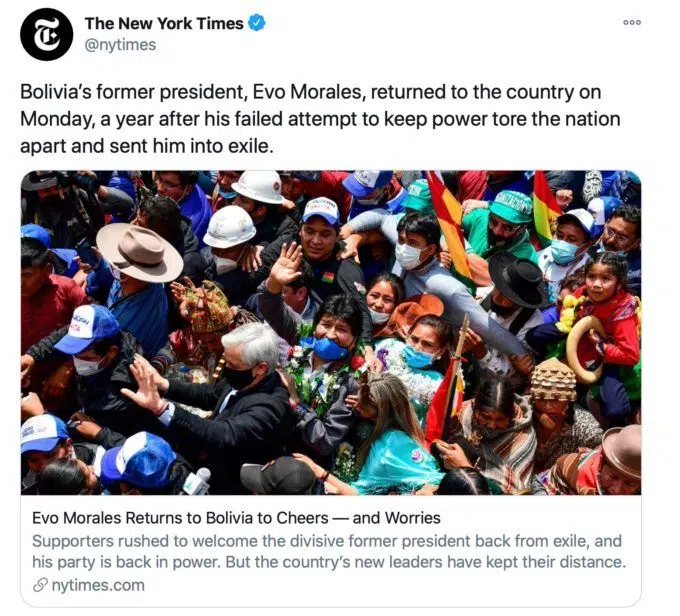 The New York Times
@nytimes
Bolivia's former president, Evo Morales, returned to the country on
Monday, a year after his failed attempt to keep power tore the nation
apart and sent him into exile.
Evo Morales Returns to Bolivia to Cheers — and Worries
Supporters rushed to welcome the divisive former president back from exile, and
his party is back in power. But the country's new leaders have kept their distance.
nytimes.com